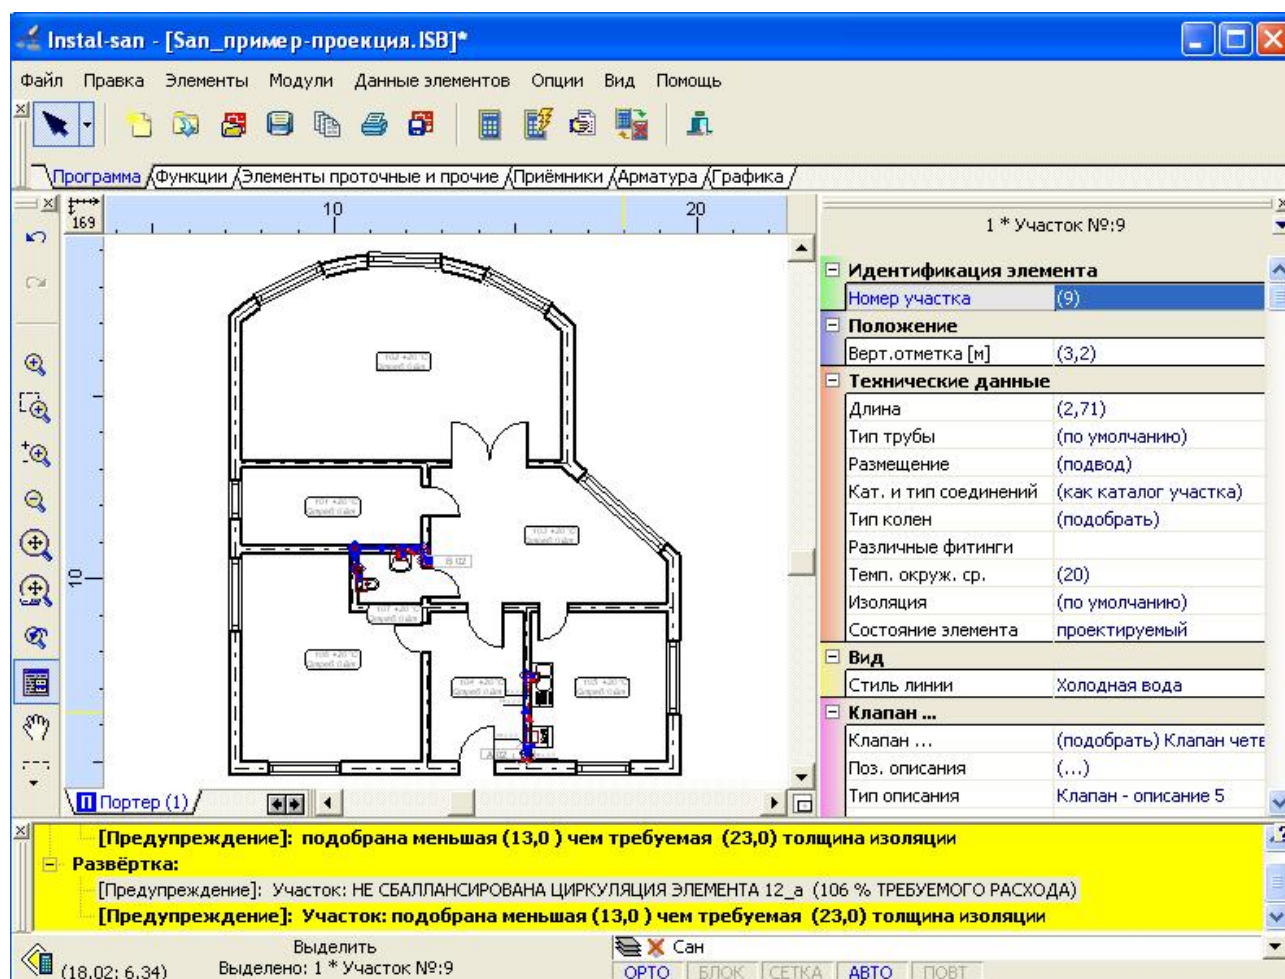 Instal-san - [San_пример-проекция.ISB]*
Файл Правка Элементы Модули Данные элементов Опции Вид Помощь
Программа Функции Элементы проточные и прочие Приёмники Арматура Графика
169 10 20
1 * Участок №:9
Идентификация элемента
Номер участка (9)
Положение
Верт.отметка [м] (3,2)
Технические данные
Длина (2,71)
Тип трубы (по умолчанию)
Размещение (подвод)
Кат. и тип соединений (как каталог участка)
Тип колен (подобрать)
Различные фитинги
Темп. окруж. ср. (20)
Изоляция (по умолчанию)
Состояние элемента проектируемый
Вид
Стиль линии Холодная вода
Клапан ...
Клапан ... (подобрать) Клапан четв
Поз. описания (...)
Тип описания Клапан - описание 5
10
Портер (1)
[Предупреждение]: подобрана меньшая (13,0 ) чем требуемая (23,0) толщина изоляции
Развёртка:
[Предупреждение]: Участок: НЕ СБАЛЛАНСИРОВАНА ЦИРКУЛЯЦИЯ ЭЛЕМЕНТА 12_а (106 % ТРЕБУЕМОГО РАСХОДА)
[Предупреждение]: Участок: подобрана меньшая (13,0 ) чем требуемая (23,0) толщина изоляции
Выделить
Сан
(18.02; 6.34) Выделено: 1 * Участок №:9
ОРТО БЛОК СЕТКА АВТО ПОВТ